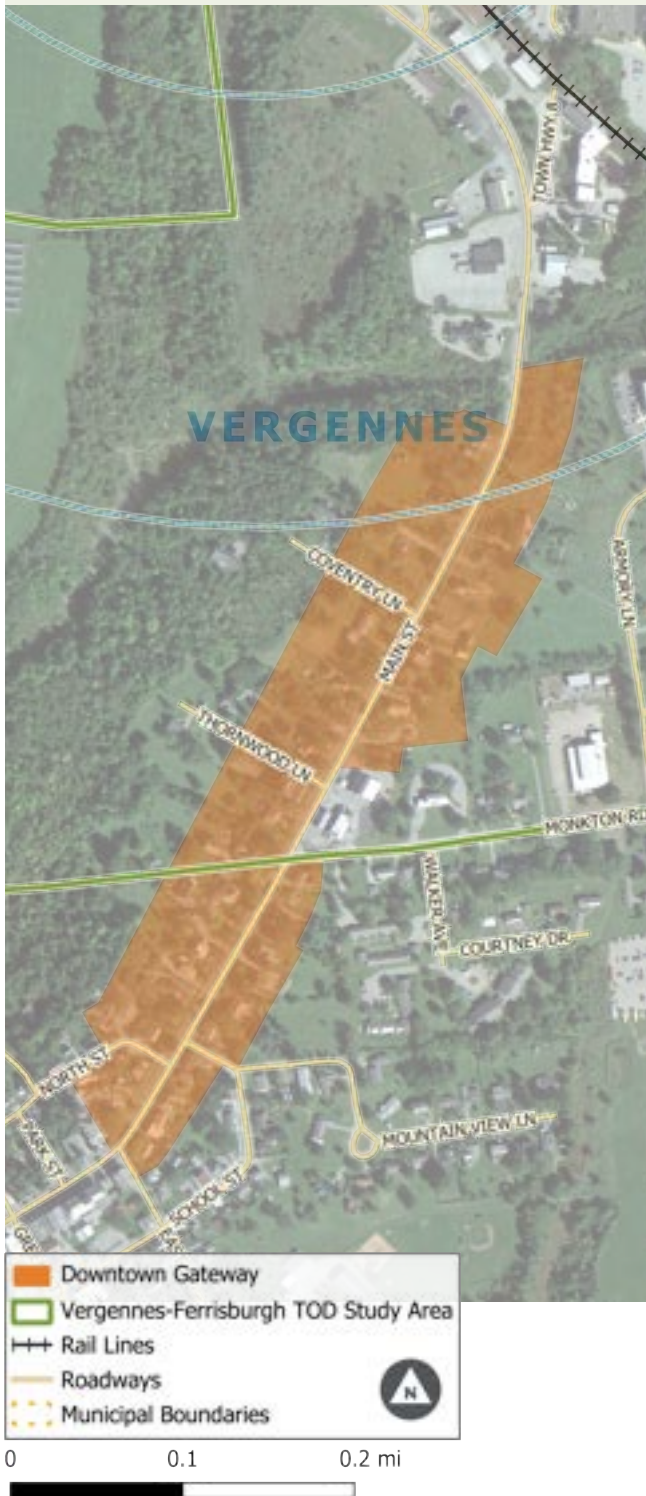 TOWN HWY 8
VERGENNES
COVENTRY LN
ARMORY LN
MAIN ST
THORNWOOD LN
MONKTON RD
WALKER AVE
COURTNEY DR
NORTH ST
PARK ST
MOUNTAIN VIEW LN
SCHOOL ST
Downtown Gateway
Vergennes-Ferrisburgh TOD Study Area
Rail Lines
Roadways
Municipal Boundaries
N
0 0.1 0.2 mi